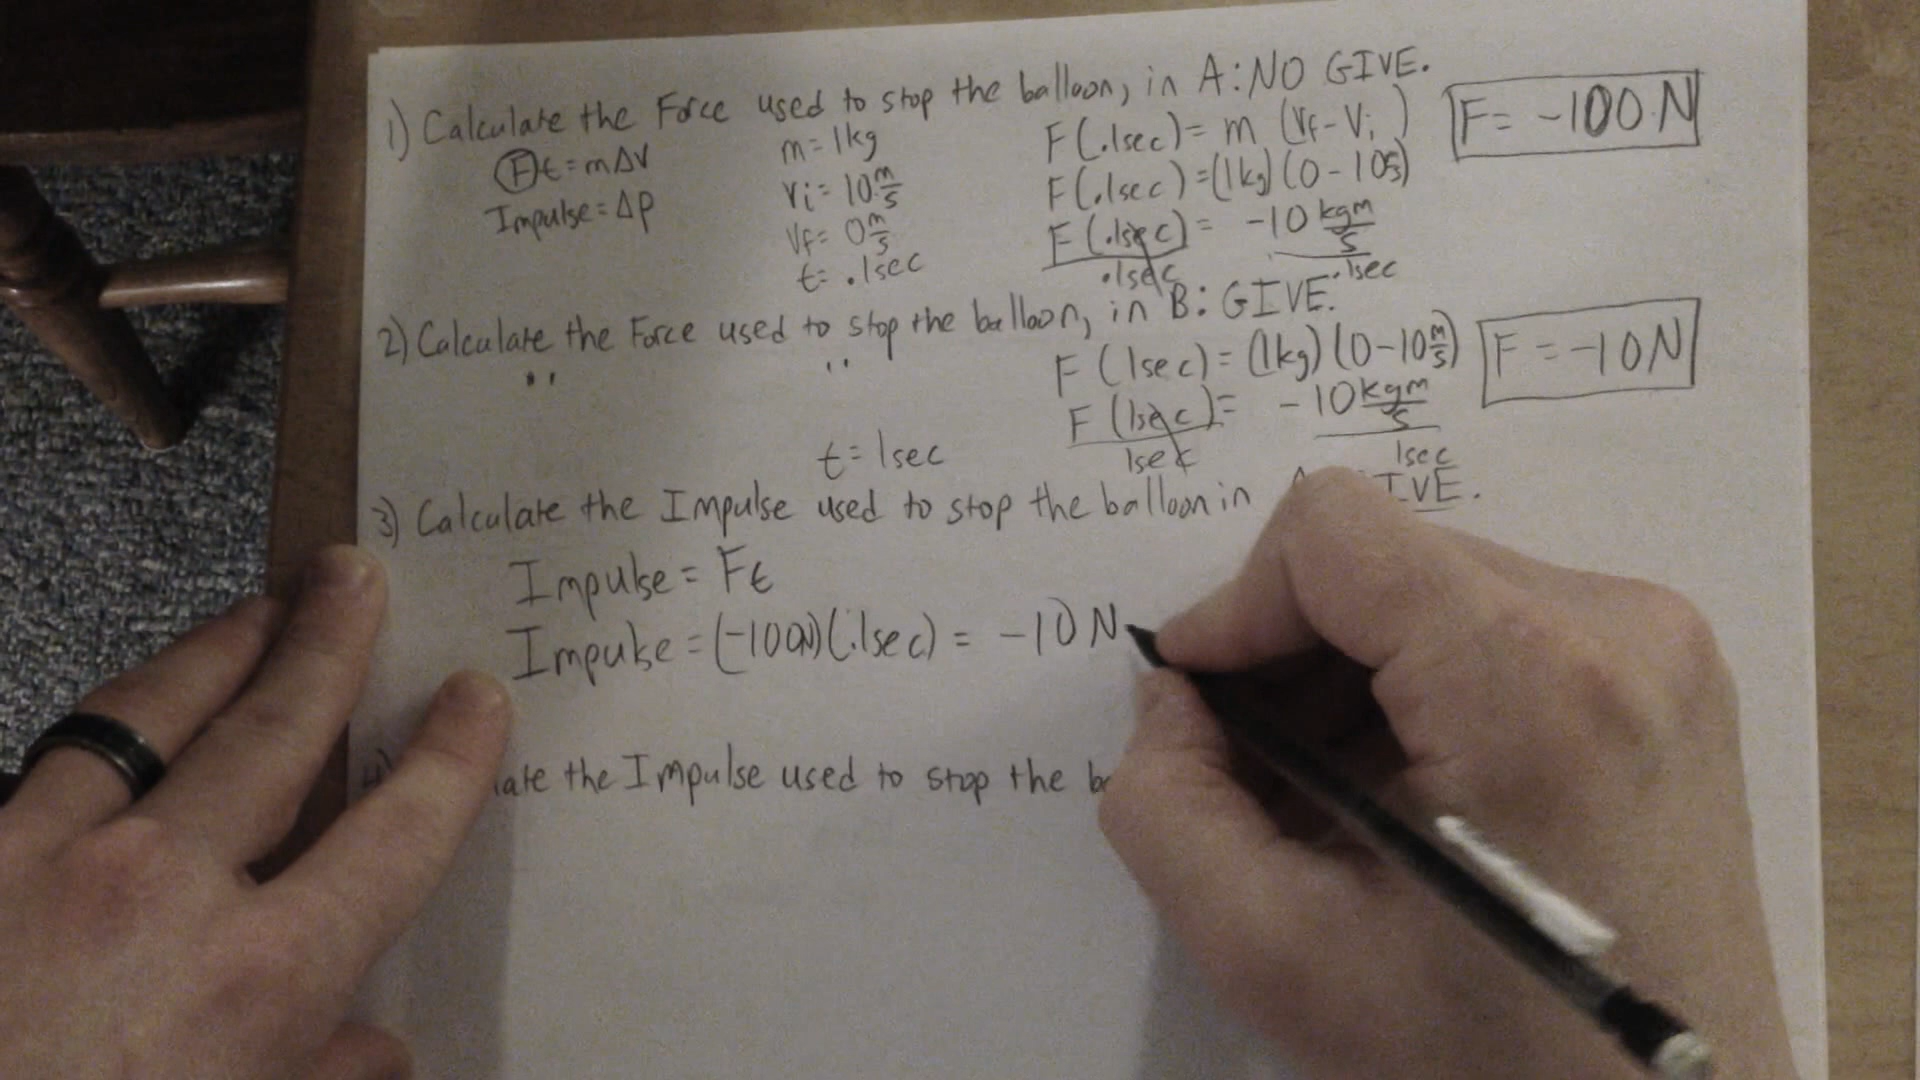 1) Calculate the Force used to stop the balloon, in A: NO GIVE.
Ft = mΔV
Impulse = Δp
m = 1kg
Vi = 10 m/s
Vf = 0 m/s
t = .1sec
F(.1sec) = m (Vf - Vi)
F(.1sec) = (1kg)(0 - 10
F(.1sec) = -10 kgm/s
.1sec .1sec
F = -100 N
2) Calculate the Force used to stop the balloon, in B: GIVE.
" "
t = 1sec
F (1sec) = (1kg)(0 - 10 m/s)
F (1sec) = -10 kgm/s
1sec 1sec
F = -10 N
3) Calculate the Impulse used to stop the balloon in IVE.
Impulse = Ft
Impulse = (-100N)(.1sec) = -10 N
ate the Impulse used to stop the